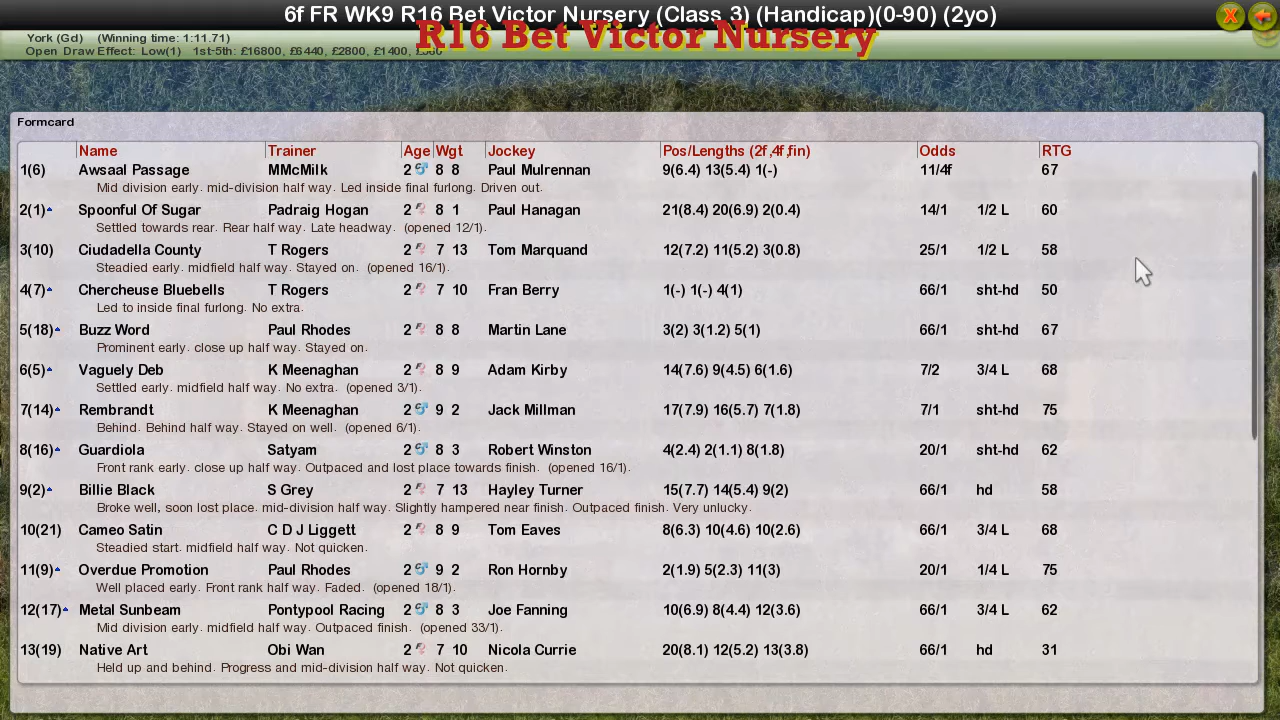 6f FR WK9 R16 Bet Victor Nursery (Class 3) (Handicap)(0-90) (2yo)
R16 Bet Victor Nursery
York (Gd) (Winning time: 1:11.71)
Open Draw Effect: Low(1) 1st-5th: £16800, £6440, £2800, £1400,
Formcard
Name Trainer Age Wgt Jockey Pos/Lengths (2f,4f,fin) Odds RTG
1(6) Awsaal Passage MMcMilk 2 8 8 Paul Mulrennan 9(6.4) 13(5.4) 1(-) 11/4f 67
Mid division early. mid-division half way. Led inside final furlong. Driven out.
2(1) Spoonful Of Sugar Padraig Hogan 2 8 1 Paul Hanagan 21(8.4) 20(6.9) 2(0.4) 14/1 1/2 L 60
Settled towards rear. Rear half way. Late headway. (opened 12/1).
3(10) Ciudadella County T Rogers 2 7 13 Tom Marquand 12(7.2) 11(5.2) 3(0.8) 25/1 1/2 L 58
Steadied early. midfield half way. Stayed on. (opened 16/1).
4(7) Chercheuse Bluebells T Rogers 2 7 10 Fran Berry 1(-) 1(-) 4(1) 66/1 sht-hd 50
Led to inside final furlong. No extra.
5(18) Buzz Word Paul Rhodes 2 8 8 Martin Lane 3(2) 3(1.2) 5(1) 66/1 sht-hd 67
Prominent early. close up half way. Stayed on.
6(5) Vaguely Deb K Meenaghan 2 8 9 Adam Kirby 14(7.6) 9(4.5) 6(1.6) 7/2 3/4 L 68
Settled early. midfield half way. No extra. (opened 3/1).
7(14) Rembrandt K Meenaghan 2 9 2 Jack Millman 17(7.9) 16(5.7) 7(1.8) 7/1 sht-hd 75
Behind. Behind half way. Stayed on well. (opened 6/1).
8(16) Guardiola Satyam 2 8 3 Robert Winston 4(2.4) 2(1.1) 8(1.8) 20/1 sht-hd 62
Front rank early. close up half way. Outpaced and lost place towards finish. (opened 16/1).
9(2) Billie Black S Grey 2 7 13 Hayley Turner 15(7.7) 14(5.4) 9(2) 66/1 hd 58
Broke well, soon lost place. mid-division half way. Slightly hampered near finish. Outpaced finish. Very unlucky.
10(21) Cameo Satin C D J Liggett 2 8 9 Tom Eaves 8(6.3) 10(4.6) 10(2.6) 66/1 3/4 L 68
Steadied start. midfield half way. Not quicken.
11(9) Overdue Promotion Paul Rhodes 2 9 2 Ron Hornby 2(1.9) 5(2.3) 11(3) 20/1 1/4 L 75
Well placed early. Front rank half way. Faded. (opened 18/1).
12(17) Metal Sunbeam Pontypool Racing 2 8 3 Joe Fanning 10(6.9) 8(4.4) 12(3.6) 66/1 3/4 L 62
Mid division early. midfield half way. Outpaced finish. (opened 33/1).
13(19) Native Art Obi Wan 2 7 10 Nicola Currie 20(8.1) 12(5.2) 13(3.8) 66/1 hd 31
Held up and behind. Progress and mid-division half way. Not quicken.